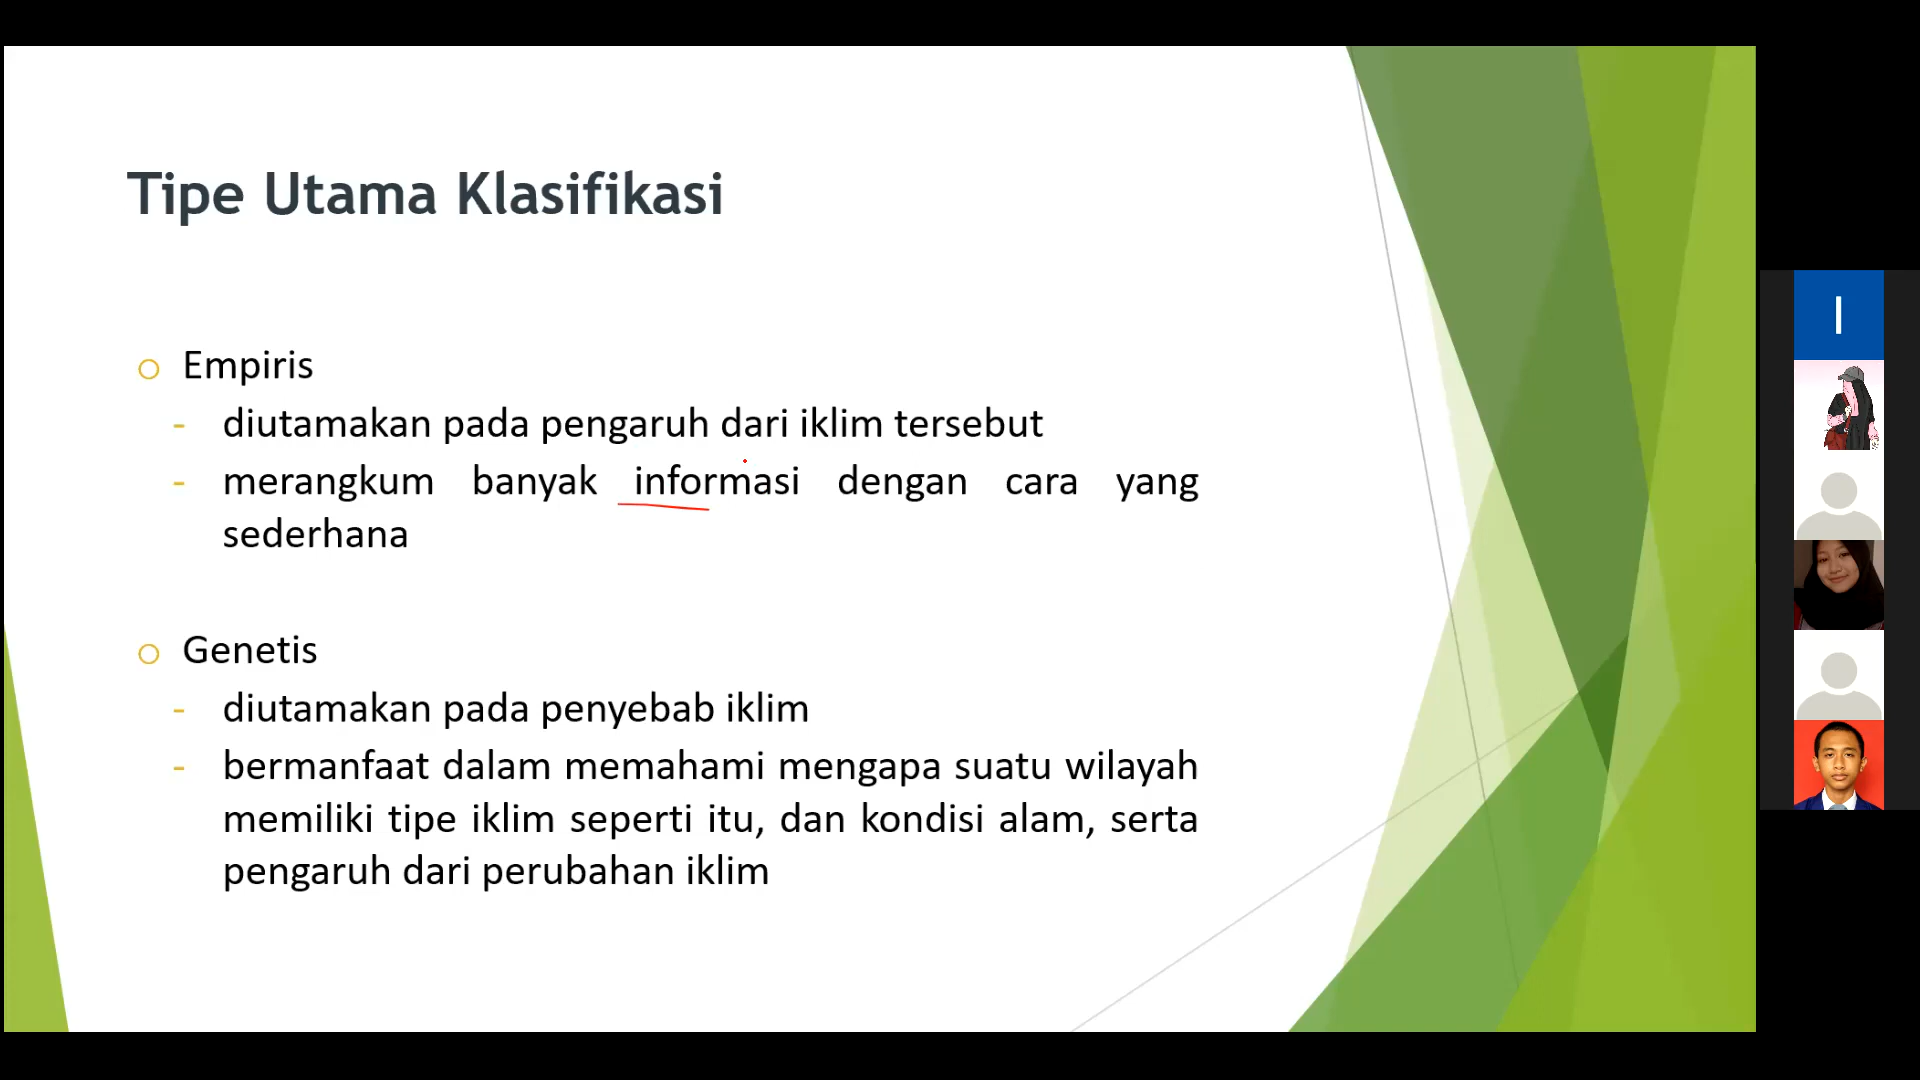 Tipe Utama Klasifikasi
Empiris
- diutamakan pada pengaruh dari iklim tersebut
- merangkum banyak informasi dengan cara yang
sederhana
Genetis
- diutamakan pada penyebab iklim
- bermanfaat dalam memahami mengapa suatu wilayah
memiliki tipe iklim seperti itu, dan kondisi alam, serta
pengaruh dari perubahan iklim
I